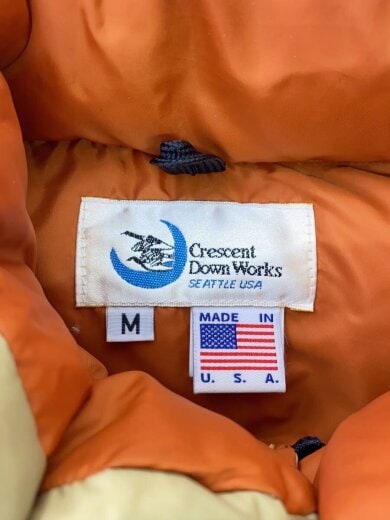 Crescent
Down Works
SEATTLE USA
M
MADE IN
U. S. A.